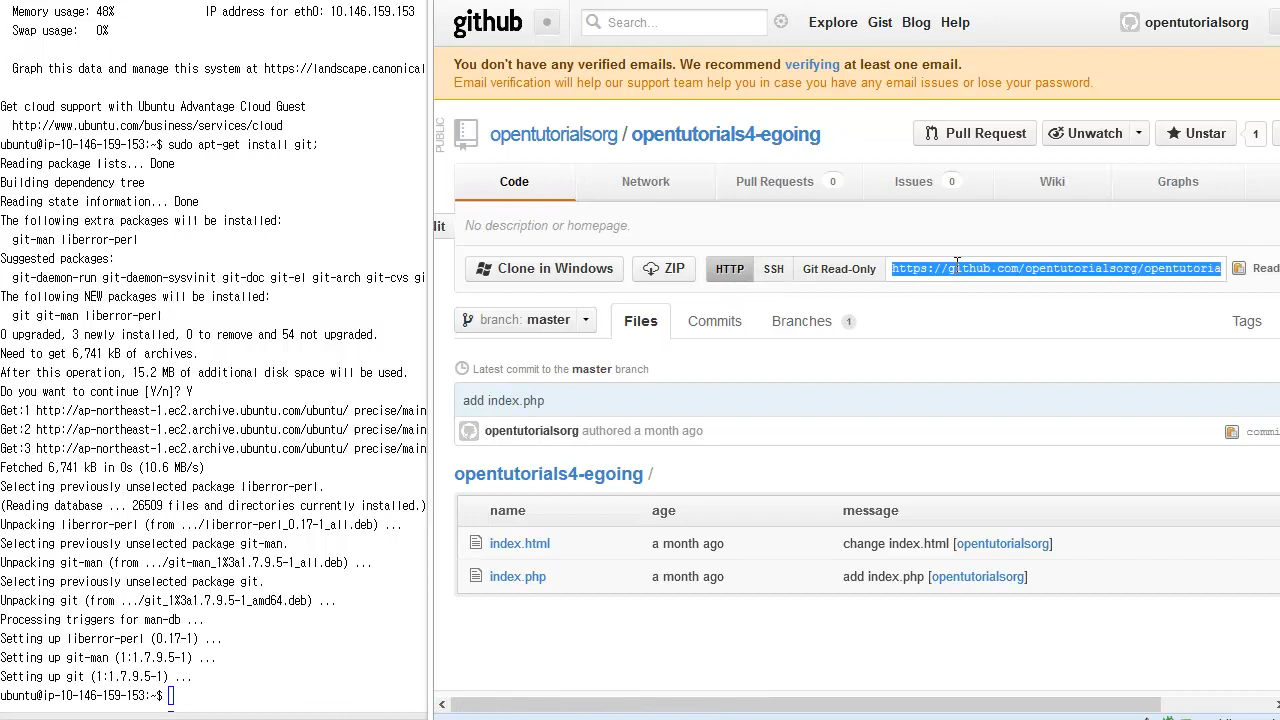 Memory usage: 48% IP address for eth0: 10.146.159.153
Swap usage: 0%
Graph this data and manage this system at https://landscape.canonical
Get cloud support with Ubuntu Advantage Cloud Guest
http://www.ubuntu.com/business/services/cloud
ubuntu@ip-10-146-159-153:~$ sudo apt-get install git;
Reading package lists... Done
Building dependency tree
Reading state information... Done
The following extra packages will be installed:
git-man liberror-perl
Suggested packages:
git-daemon-run git-daemon-sysvinit git-doc git-el git-arch git-cvs gi
The following NEW packages will be installed:
git git-man liberror-perl
0 upgraded, 3 newly installed, 0 to remove and 54 not upgraded.
Need to get 6,741 kB of archives.
After this operation, 15.2 MB of additional disk space will be used.
Do you want to continue [Y/n]? Y
Get:1 http://ap-northeast-1.ec2.archive.ubuntu.com/ubuntu/ precise/main
Get:2 http://ap-northeast-1.ec2.archive.ubuntu.com/ubuntu/ precise/main
Get:3 http://ap-northeast-1.ec2.archive.ubuntu.com/ubuntu/ precise/main
Fetched 6,741 kB in 0s (10.6 MB/s)
Selecting previously unselected package liberror-perl.
(Reading database ... 26509 files and directories currently installed.)
Unpacking liberror-perl (from .../liberror-perl_0.17-1_all.deb) ...
Selecting previously unselected package git-man.
Unpacking git-man (from .../git-man_1%3a1.7.9.5-1_all.deb) ...
Selecting previously unselected package git.
Unpacking git (from .../git_1%3a1.7.9.5-1_amd64.deb) ...
Processing triggers for man-db ...
Setting up liberror-perl (0.17-1) ...
Setting up git-man (1:1.7.9.5-1) ...
Setting up git (1:1.7.9.5-1) ...
ubuntu@ip-10-146-159-153:~$
github Search... Explore Gist Blog Help opentutorialsorg
You don't have any verified emails. We recommend verifying at least one email.
Email verification will help our support team help you in case you have any email issues or lose your password.
PUBLIC
opentutorialsorg / opentutorials4-egoing Pull Request Unwatch Unstar 1
Code Network Pull Requests 0 Issues 0 Wiki Graphs
lit No description or homepage.
Clone in Windows ZIP HTTP SSH Git Read-Only https://github.com/opentutorialsorg/opentutoria Read
branch: master Files Commits Branches 1 Tags
Latest commit to the master branch
add index.php
opentutorialsorg authored a month ago commi
opentutorials4-egoing /
name age message
index.html a month ago change index.html [opentutorialsorg]
index.php a month ago add index.php [opentutorialsorg]